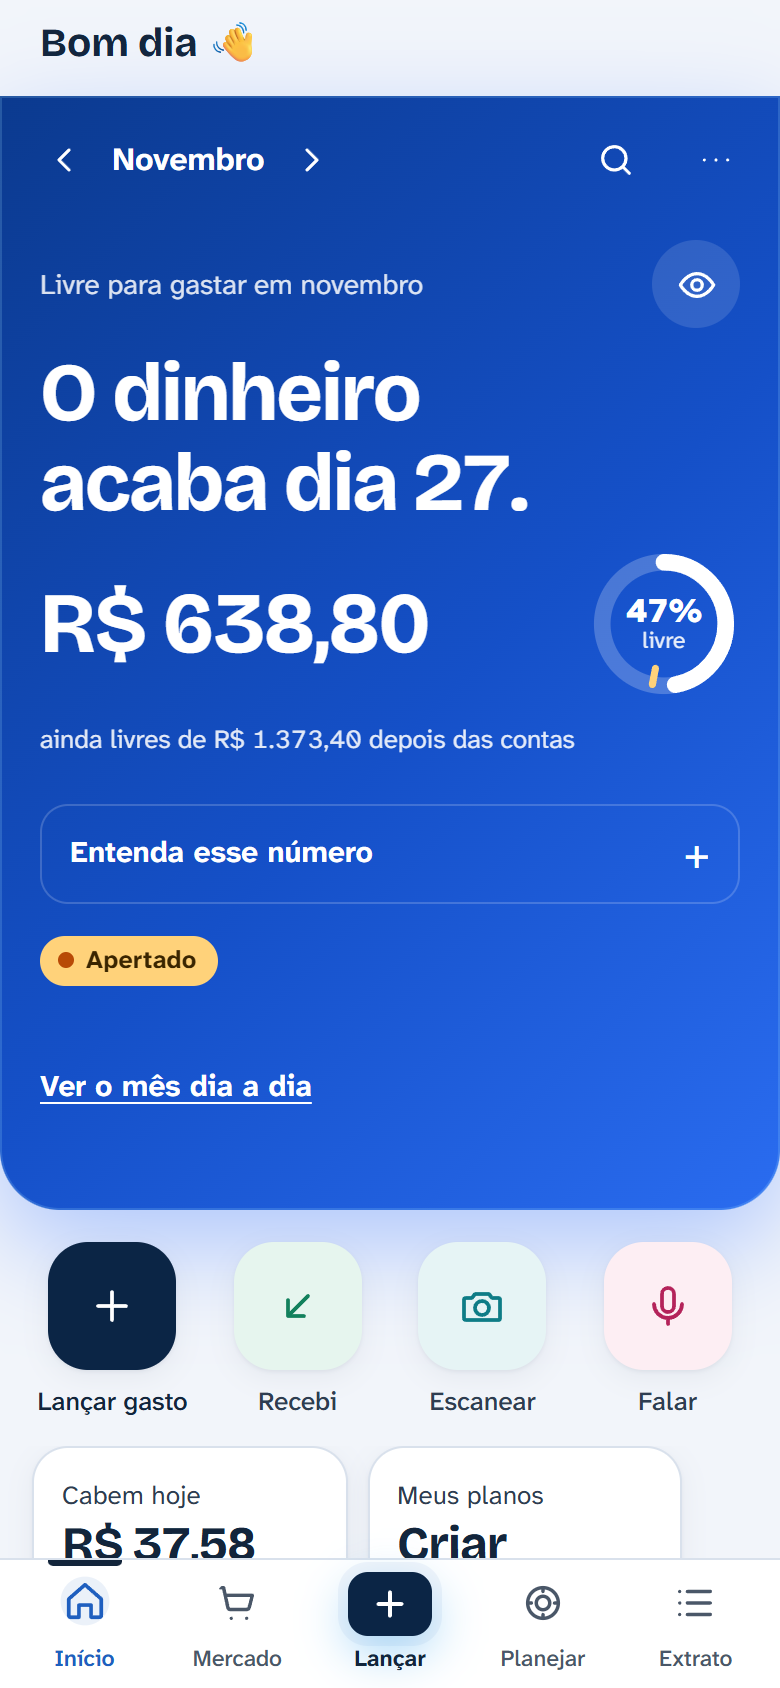 Bom dia 👋
Novembro
Livre para gastar em novembro
O dinheiro
acaba dia 27.
R$ 638,80
47%
livre
ainda livres de R$ 1.373,40 depois das contas
Entenda esse número
Apertado
Ver o mês dia a dia
Lançar gasto
Recebi
Escanear
Falar
Cabem hoje
R$ 37,58
Meus planos
Criar
Início
Mercado
Lançar
Planejar
Extrato